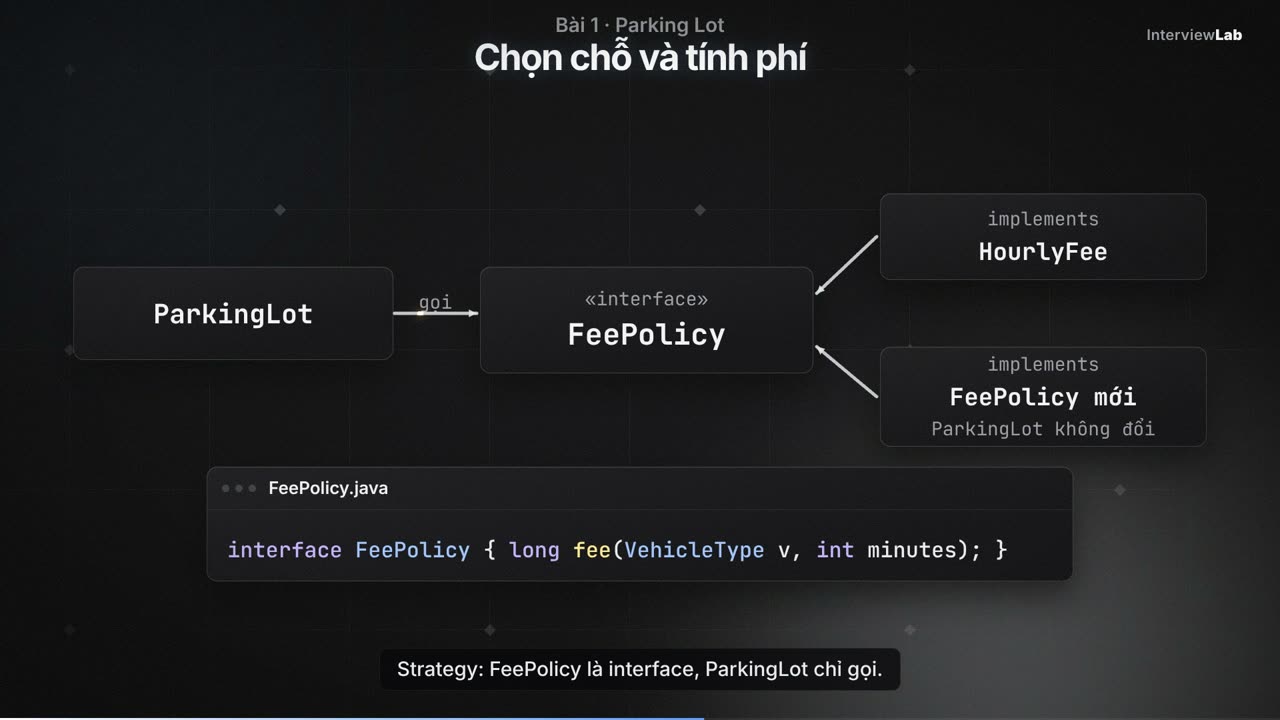 Bài 1 · Parking Lot
Chọn chỗ và tính phí
InterviewLab
ParkingLot
gọi
«interface»
FeePolicy
implements
HourlyFee
implements
FeePolicy mới
ParkingLot không đổi
FeePolicy.java
interface FeePolicy { long fee(VehicleType v, int minutes); }
Strategy: FeePolicy là interface, ParkingLot chỉ gọi.